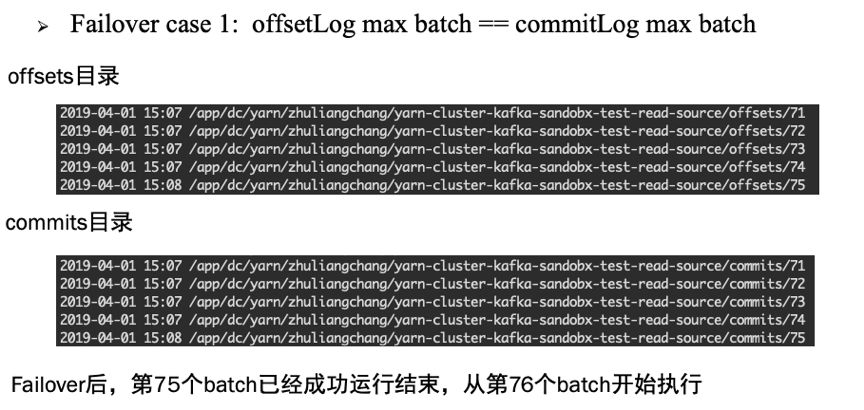 ➢ Failover case 1: offsetLog max batch == commitLog max batch
offsets目录
2019-04-01 15:07 /app/dc/yarn/zhuliangchang/yarn-cluster-kafka-sandobx-test-read-source/offsets/71
2019-04-01 15:07 /app/dc/yarn/zhuliangchang/yarn-cluster-kafka-sandobx-test-read-source/offsets/72
2019-04-01 15:07 /app/dc/yarn/zhuliangchang/yarn-cluster-kafka-sandobx-test-read-source/offsets/73
2019-04-01 15:07 /app/dc/yarn/zhuliangchang/yarn-cluster-kafka-sandobx-test-read-source/offsets/74
2019-04-01 15:08 /app/dc/yarn/zhuliangchang/yarn-cluster-kafka-sandobx-test-read-source/offsets/75
commits目录
2019-04-01 15:07 /app/dc/yarn/zhuliangchang/yarn-cluster-kafka-sandobx-test-read-source/commits/71
2019-04-01 15:07 /app/dc/yarn/zhuliangchang/yarn-cluster-kafka-sandobx-test-read-source/commits/72
2019-04-01 15:07 /app/dc/yarn/zhuliangchang/yarn-cluster-kafka-sandobx-test-read-source/commits/73
2019-04-01 15:07 /app/dc/yarn/zhuliangchang/yarn-cluster-kafka-sandobx-test-read-source/commits/74
2019-04-01 15:08 /app/dc/yarn/zhuliangchang/yarn-cluster-kafka-sandobx-test-read-source/commits/75
Failover后，第75个batch已经成功运行结束，从第76个batch开始执行